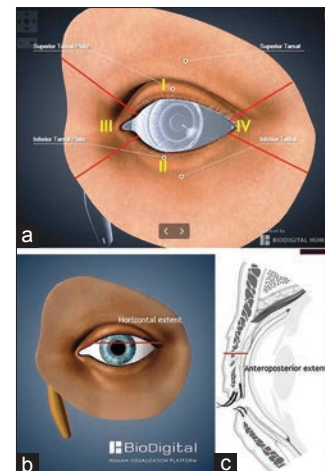 Superior Tarsal Plate
Superior Tarsal
I
III
IV
Inferior Tarsal Plate
Inferior Tarsal
II
a
BIODIGITAL HUMAN
Horizontal extent
Anteroposterior extent
b
BioDigital
HUMAN VISUALIZATION PLATFORM
c